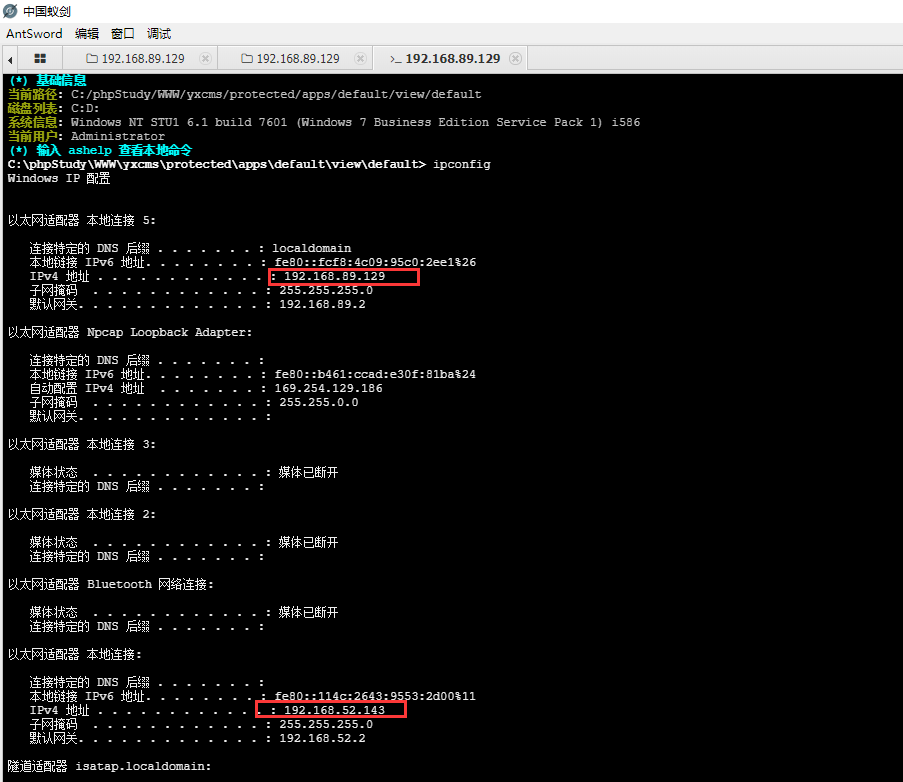 中国蚁剑
AntSword 编辑 窗口 调试
192.168.89.129 192.168.89.129 >_ 192.168.89.129
(*) 基础信息
当前路径: C:/phpStudy/WWW/yxcms/protected/apps/default/view/default
磁盘列表: C:D:
系统信息: Windows NT STU1 6.1 build 7601 (Windows 7 Business Edition Service Pack 1) i586
当前用户: Administrator
(*) 输入 ashelp 查看本地命令
C:\phpStudy\WWW\yxcms\protected\apps\default\view\default> ipconfig
Windows IP 配置
以太网适配器 本地连接 5:
连接特定的 DNS 后缀 . . . . . . . : localdomain
本地链接 IPv6 地址. . . . . . . . : fe80::fcf8:4c09:95c0:2ee1%26
IPv4 地址 . . . . . . . . . . . . : 192.168.89.129
子网掩码 . . . . . . . . . . . . : 255.255.255.0
默认网关. . . . . . . . . . . . . : 192.168.89.2
以太网适配器 Npcap Loopback Adapter:
连接特定的 DNS 后缀 . . . . . . . :
本地链接 IPv6 地址. . . . . . . . : fe80::b461:ccad:e30f:81ba%24
自动配置 IPv4 地址 . . . . . . . : 169.254.129.186
子网掩码 . . . . . . . . . . . . : 255.255.0.0
默认网关. . . . . . . . . . . . . :
以太网适配器 本地连接 3:
媒体状态 . . . . . . . . . . . . : 媒体已断开
连接特定的 DNS 后缀 . . . . . . . :
以太网适配器 本地连接 2:
媒体状态 . . . . . . . . . . . . : 媒体已断开
连接特定的 DNS 后缀 . . . . . . . :
以太网适配器 Bluetooth 网络连接:
媒体状态 . . . . . . . . . . . . : 媒体已断开
连接特定的 DNS 后缀 . . . . . . . :
以太网适配器 本地连接:
连接特定的 DNS 后缀 . . . . . . . :
本地链接 IPv6 地址. . . . . . . . : fe80::114c:2643:9553:2d00%11
IPv4 地址 . . . . . . . . . . . . : 192.168.52.143
子网掩码 . . . . . . . . . . . . : 255.255.255.0
默认网关. . . . . . . . . . . . . : 192.168.52.2
隧道适配器 isatap.localdomain: